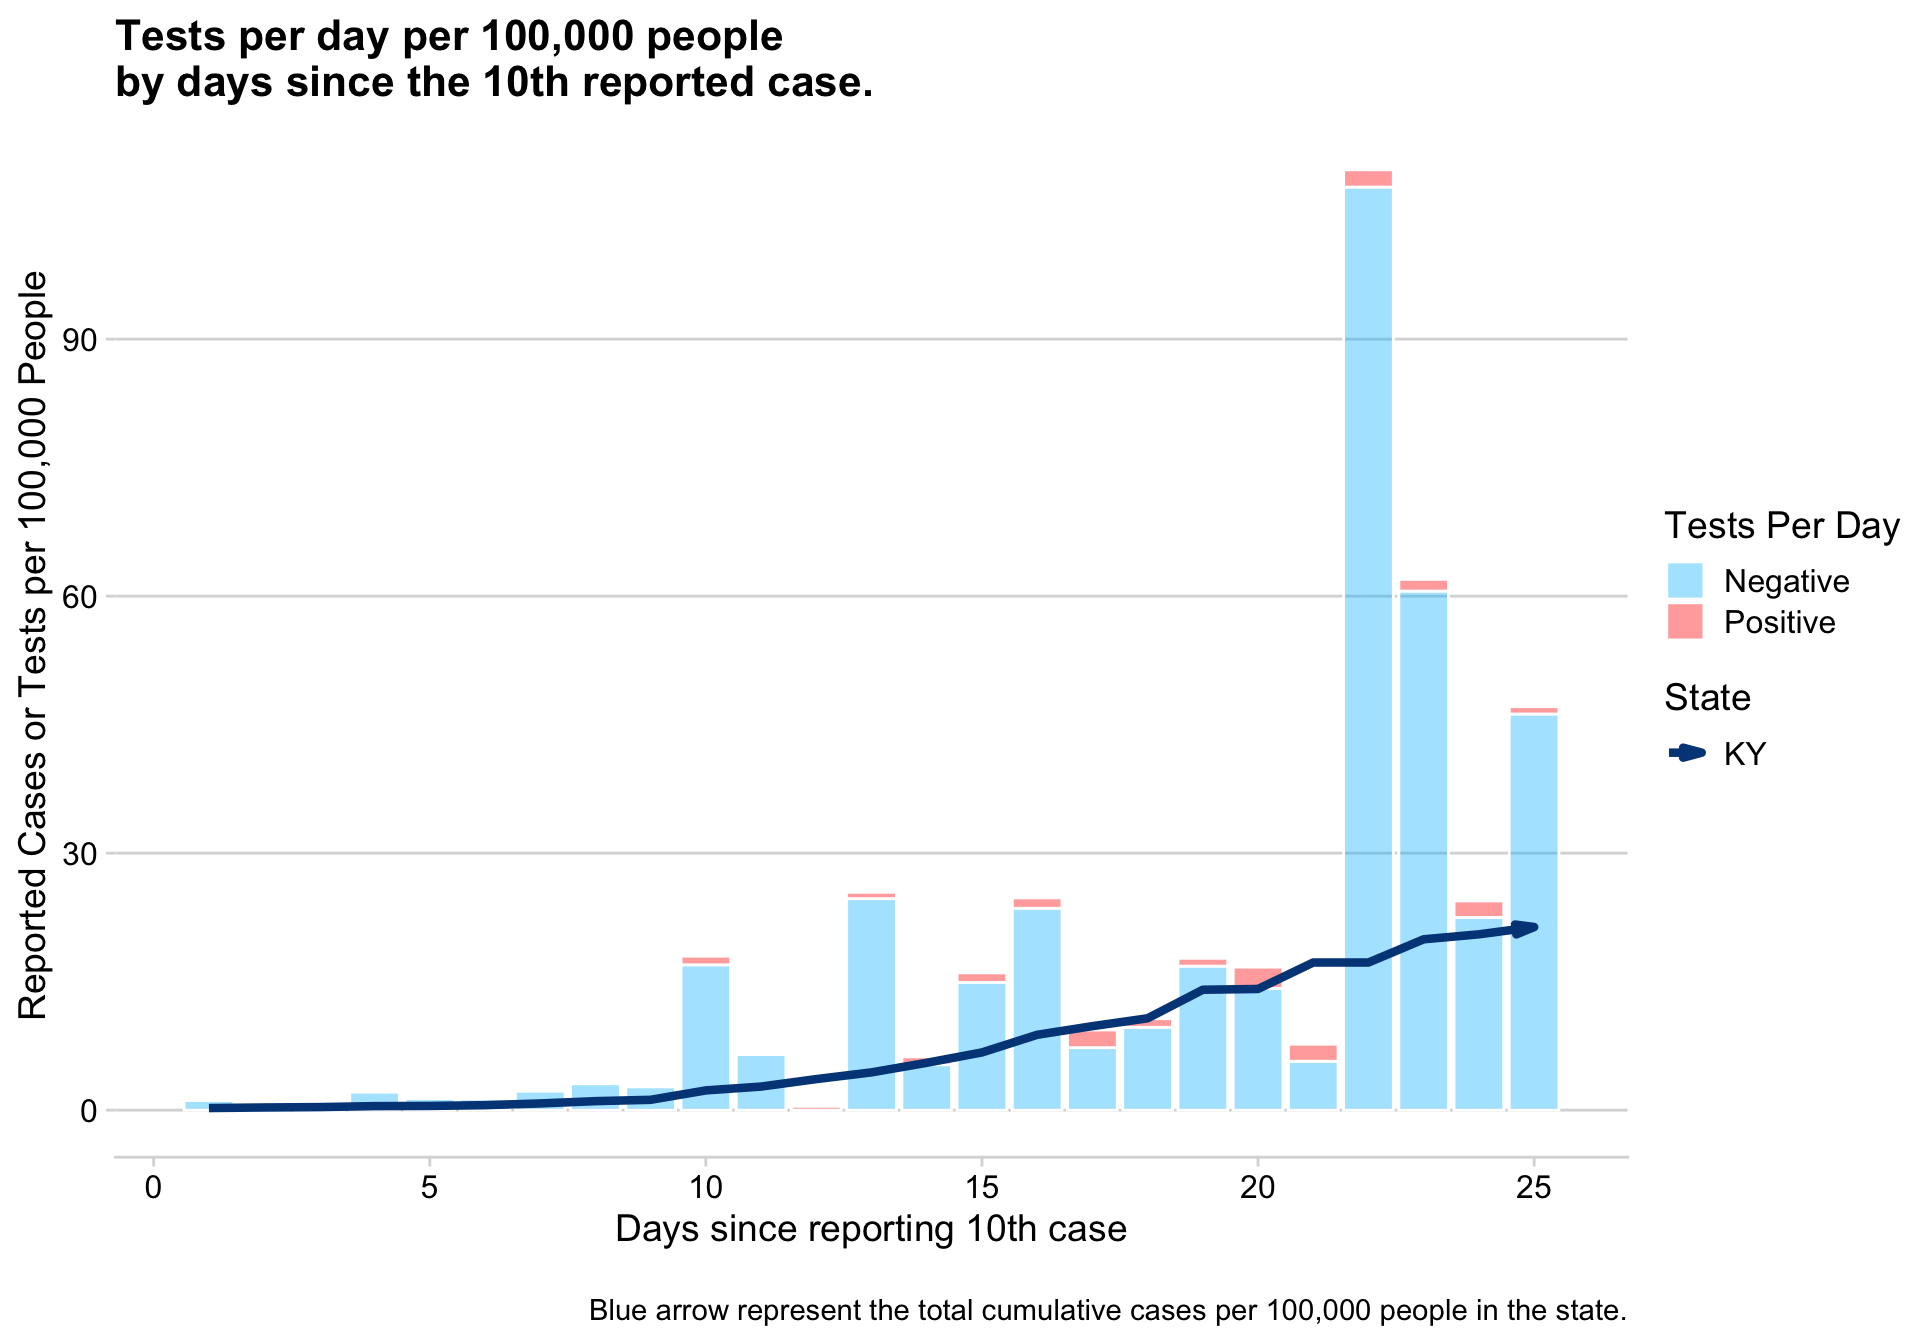 Tests per day per 100,000 people
by days since the 10th reported case.
Reported Cases or Tests per 100,000 People
90
60
30
0
0 5 10 15 20 25
Days since reporting 10th case
Tests Per Day
Negative
Positive
State
KY
Blue arrow represent the total cumulative cases per 100,000 people in the state.